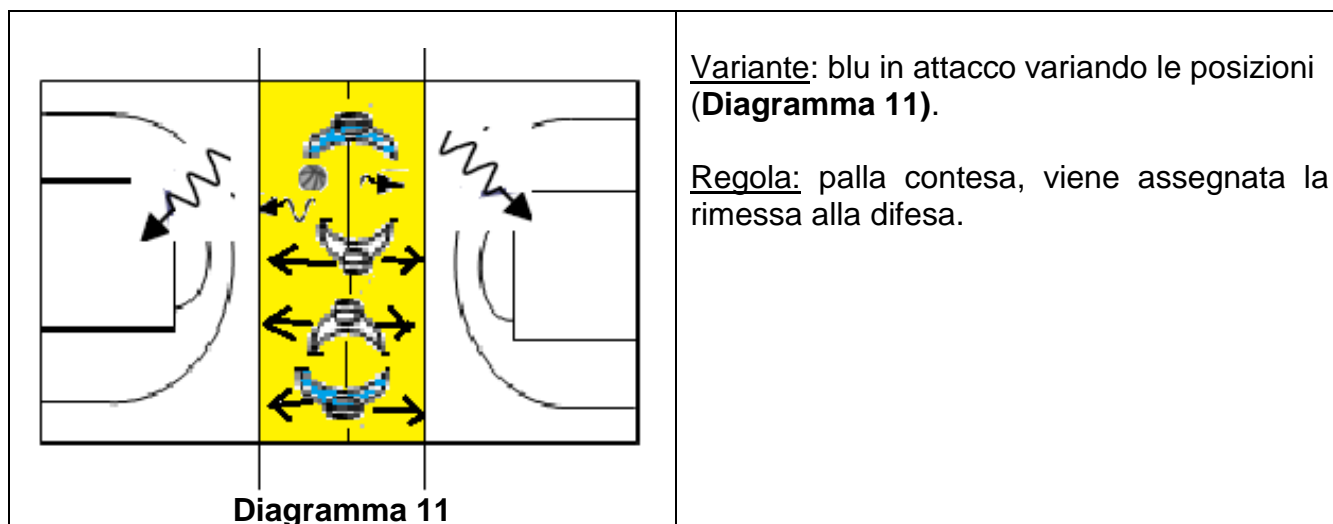 Variante: blu in attacco variando le posizioni
(Diagramma 11).
Regola: palla contesa, viene assegnata la
rimessa alla difesa.
Diagramma 11